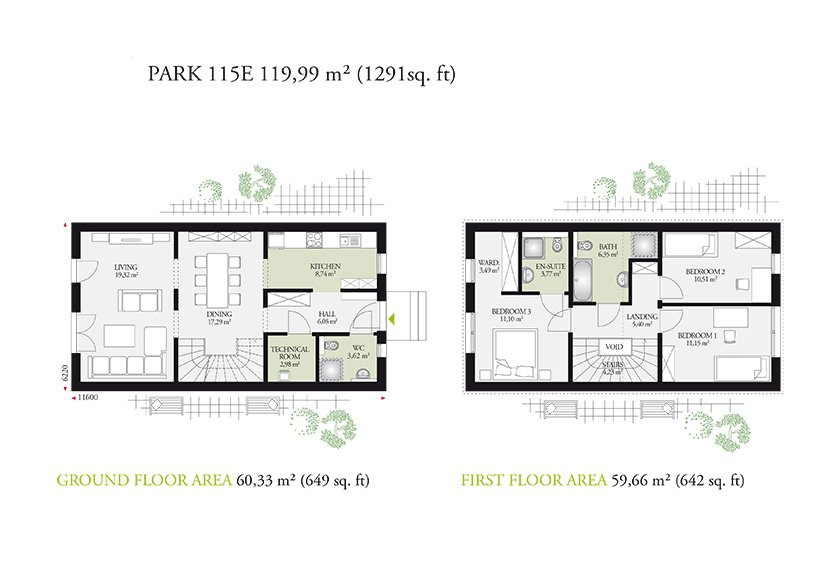 PARK 115E 119,99 m² (1291sq. ft)
LIVING
19,32 m²
DINING
17,29 m²
KITCHEN
8,74 m²
HALL
6,05 m²
TECHNICAL
ROOM
2,98 m²
WC
3,62 m²
6220
11600
GROUND FLOOR AREA 60,33 m² (649 sq. ft)
WARD.
3,49 m²
EN-SUITE
3,77 m²
BATH
6,35 m²
BEDROOM 2
10,51 m²
BEDROOM 3
11,10 m²
LANDING
5,40 m²
BEDROOM 1
11,15 m²
VOID
STAIRS
4,23 m²
FIRST FLOOR AREA 59,66 m² (642 sq. ft)